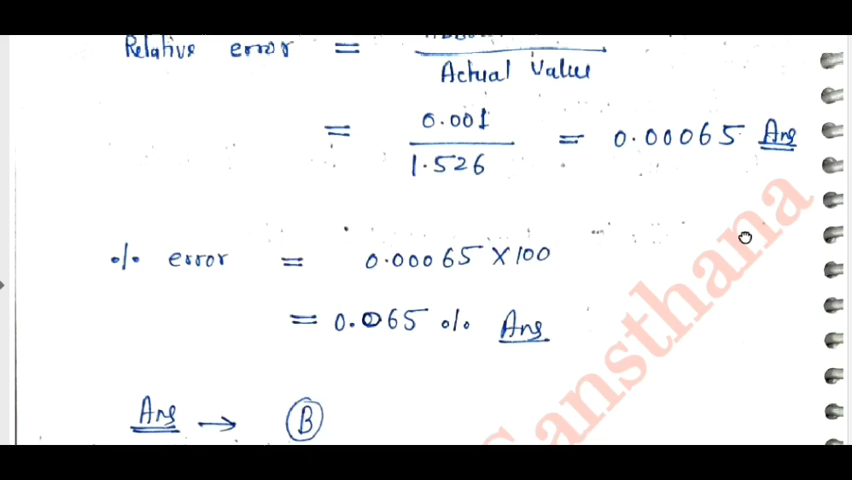 Relative error =
Actual Value
= 0.001 / 1.526 = 0.00065 Ans
% error = 0.00065 × 100
= 0.065 % Ans
Ans → B
Sansthana